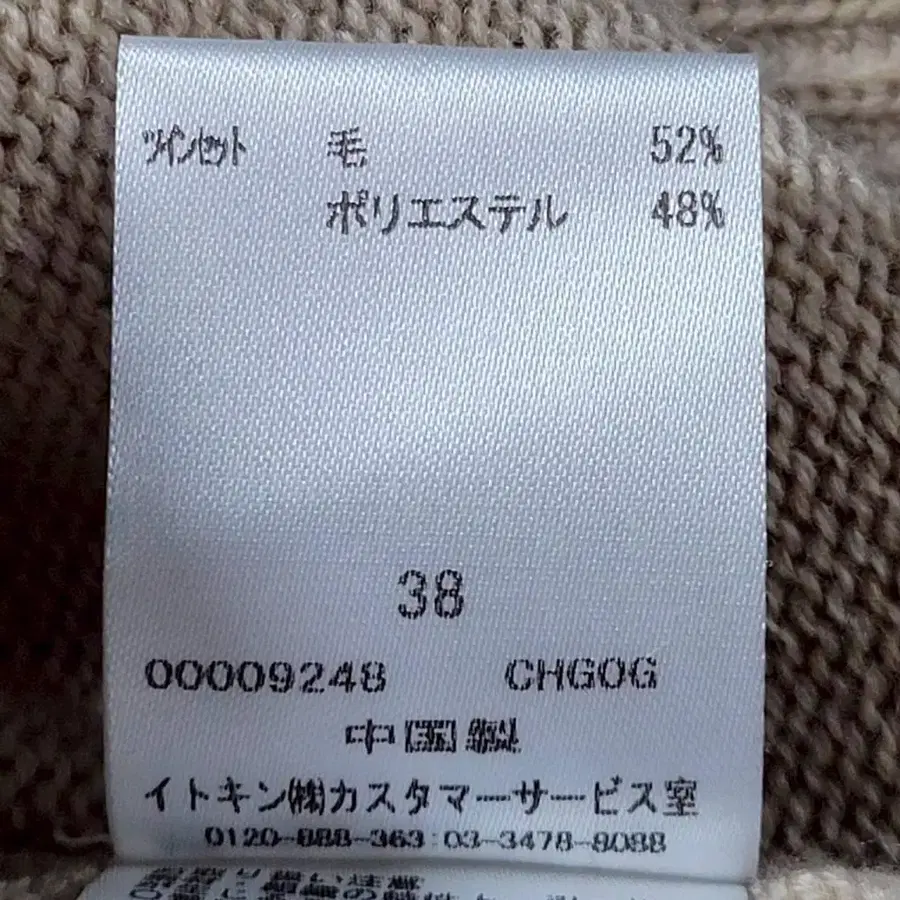 ツインセット 毛 52%
ポリエステル 48%
38
00009248 CHGOG
中国製
イトキン㈱カスタマーサービス室
0120-888-363:03-3478-8088